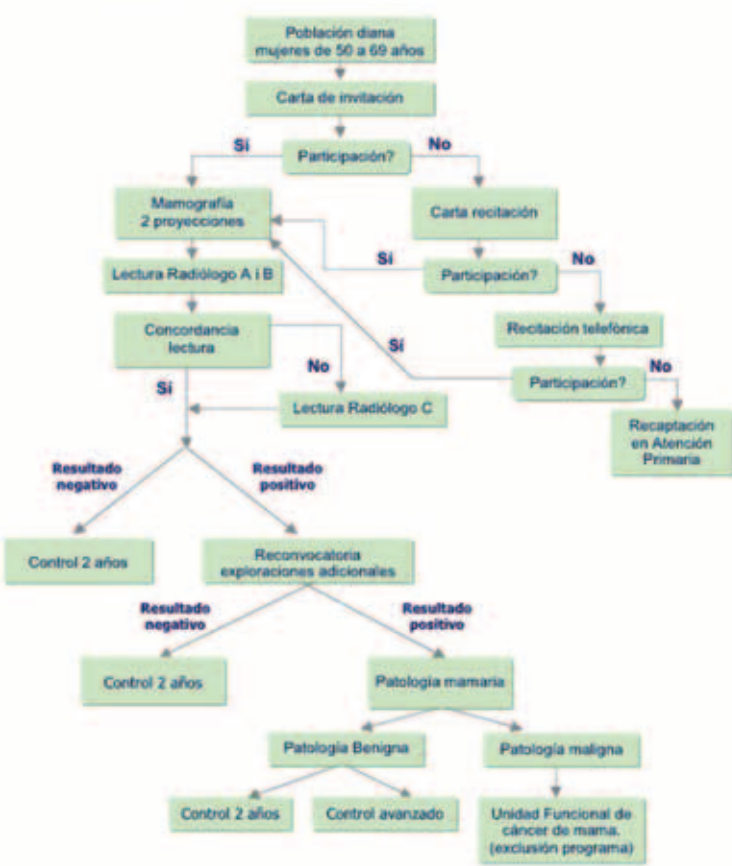 Población diana
mujeres de 50 a 69 años
Carta de invitación
Sí
No
Participación?
Mamografía
2 proyecciones
Carta recitación
Lectura Radiólogo A i B
Sí
No
Participación?
Concordancia
lectura
Recitación telefónica
No
Sí
Sí
No
Participación?
Lectura Radiólogo C
Recaptación
en Atención
Primaria
Resultado
negativo
Resultado
positivo
Control 2 años
Reconvocatoria
exploraciones adicionales
Resultado
negativo
Resultado
positivo
Control 2 años
Patología mamaria
Patología Benigna
Patología maligna
Control 2 años
Control avanzado
Unidad Funcional de
cáncer de mama.
(exclusión programa)